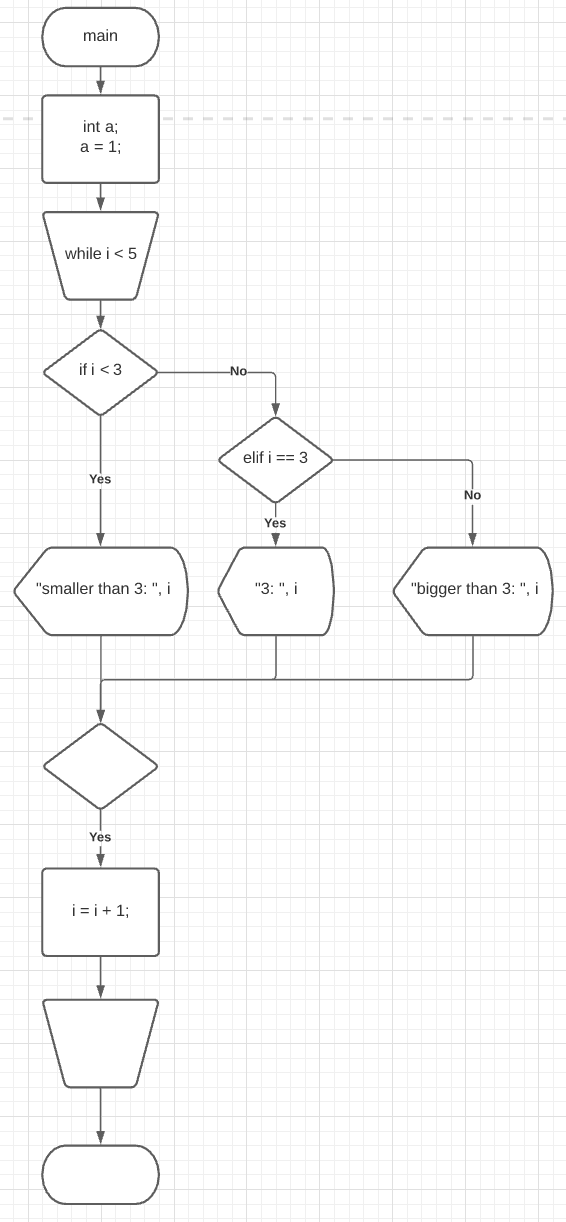 main
int a;
a = 1;
while i < 5
if i < 3
No
elif i == 3
Yes
No
Yes
"smaller than 3: ", i
"3: ", i
"bigger than 3: ", i
Yes
i = i + 1;